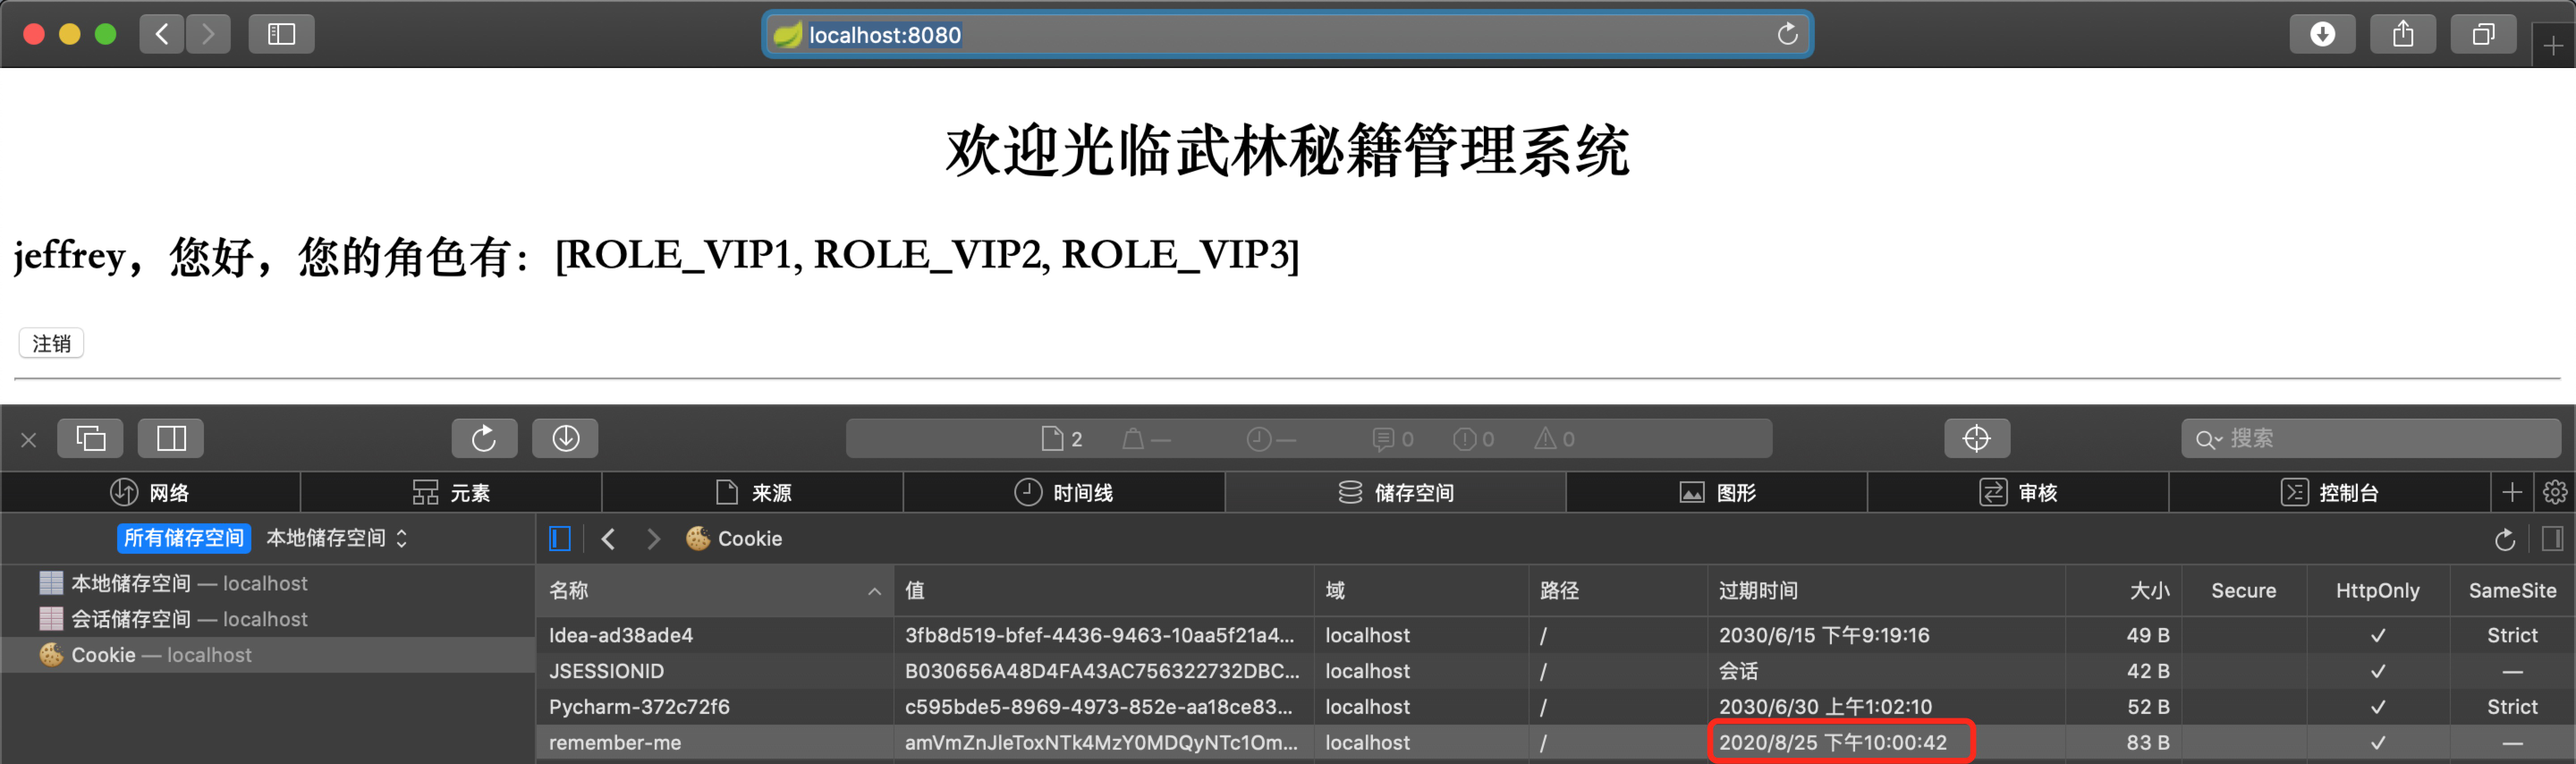 localhost:8080
欢迎光临武林秘籍管理系统
jeffrey，您好，您的角色有：[ROLE_VIP1, ROLE_VIP2, ROLE_VIP3]
注销
2 — — 0 0 0 搜索
网络 元素 来源 时间线 储存空间 图形 审核 控制台
所有储存空间 本地储存空间 Cookie
本地储存空间 — localhost
会话储存空间 — localhost
Cookie — localhost
名称 值 域 路径 过期时间 大小 Secure HttpOnly SameSite
Idea-ad38ade4 3fb8d519-bfef-4436-9463-10aa5f21a4... localhost / 2030/6/15 下午9:19:16 49 B ✓ Strict
JSESSIONID B030656A48D4FA43AC756322732DBC... localhost / 会话 42 B ✓ —
Pycharm-372c72f6 c595bde5-8969-4973-852e-aa18ce83... localhost / 2030/6/30 上午1:02:10 52 B ✓ Strict
remember-me amVmZnJleToxNTk4MzY0MDQyNTc1Om... localhost / 2020/8/25 下午10:00:42 83 B ✓ —